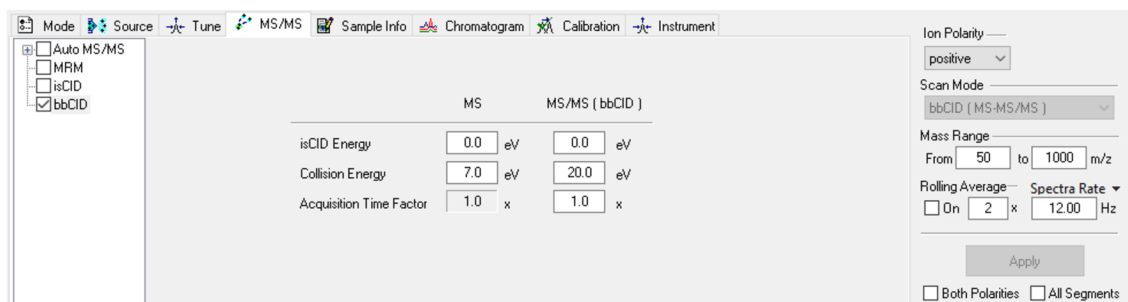 Mode Source Tune MS/MS Sample Info Chromatogram Calibration Instrument
Auto MS/MS
MRM
isCID
bbCID
MS MS/MS ( bbCID )
isCID Energy 0.0 eV 0.0 eV
Collision Energy 7.0 eV 20.0 eV
Acquisition Time Factor 1.0 x 1.0 x
Ion Polarity
positive
Scan Mode
bbCID ( MS-MS/MS )
Mass Range
From 50 to 1000 m/z
Rolling Average Spectra Rate
On 2 x 12.00 Hz
Apply
Both Polarities All Segments